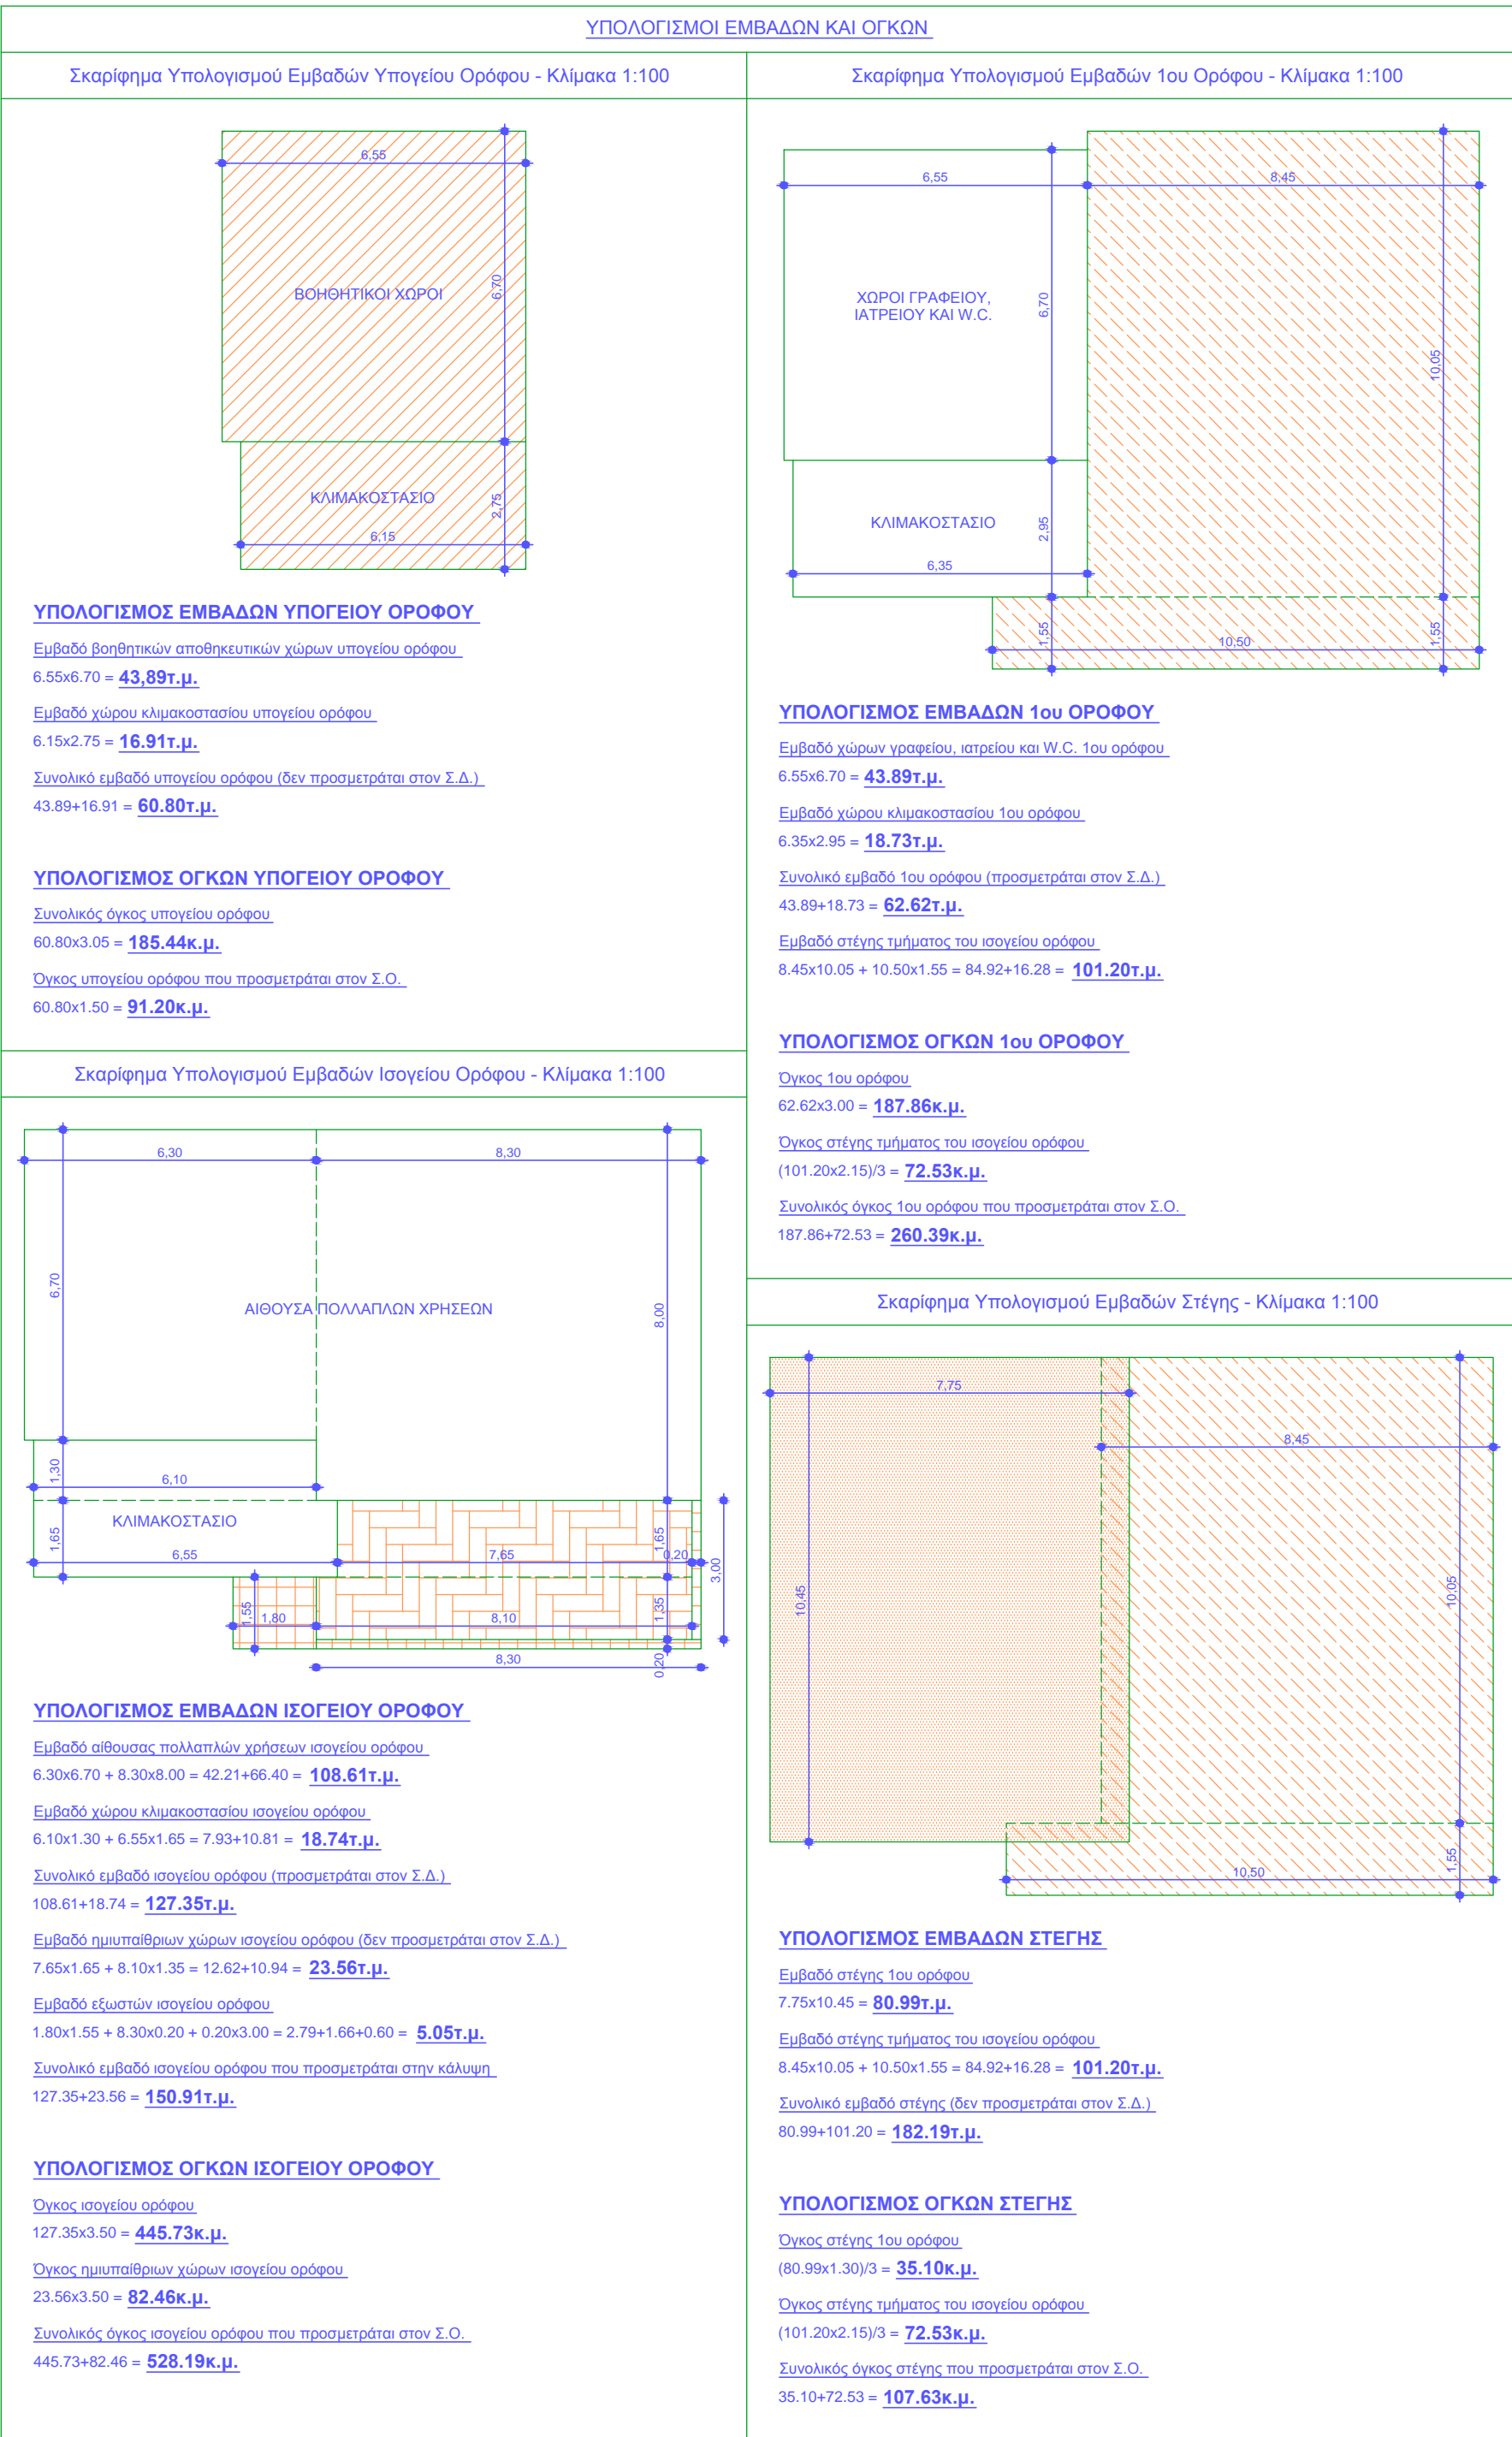 ΥΠΟΛΟΓΙΣΜΟΙ ΕΜΒΑΔΩΝ ΚΑΙ ΟΓΚΩΝ
Σκαρίφημα Υπολογισμού Εμβαδών Υπογείου Ορόφου - Κλίμακα 1:100
6,55
6,70
ΒΟΗΘΗΤΙΚΟΙ ΧΩΡΟΙ
ΚΛΙΜΑΚΟΣΤΑΣΙΟ
2,75
6,15
ΥΠΟΛΟΓΙΣΜΟΣ ΕΜΒΑΔΩΝ ΥΠΟΓΕΙΟΥ ΟΡΟΦΟΥ
Εμβαδό βοηθητικών αποθηκευτικών χώρων υπογείου ορόφου
6.55x6.70 = 43,89τ.μ.
Εμβαδό χώρου κλιμακοστασίου υπογείου ορόφου
6.15x2.75 = 16.91τ.μ.
Συνολικό εμβαδό υπογείου ορόφου (δεν προσμετράται στον Σ.Δ.)
43.89+16.91 = 60.80τ.μ.
ΥΠΟΛΟΓΙΣΜΟΣ ΟΓΚΩΝ ΥΠΟΓΕΙΟΥ ΟΡΟΦΟΥ
Συνολικός όγκος υπογείου ορόφου
60.80x3.05 = 185.44κ.μ.
Όγκος υπογείου ορόφου που προσμετράται στον Σ.Ο.
60.80x1.50 = 91.20κ.μ.
Σκαρίφημα Υπολογισμού Εμβαδών Ισογείου Ορόφου - Κλίμακα 1:100
6,30
8,30
6,70
8,00
ΑΙΘΟΥΣΑ ΠΟΛΛΑΠΛΩΝ ΧΡΗΣΕΩΝ
1,30
6,10
ΚΛΙΜΑΚΟΣΤΑΣΙΟ
1,65
6,55
7,65
1,65
0,20
3,00
1,55
1,80
8,10
1,35
8,30
0,20
ΥΠΟΛΟΓΙΣΜΟΣ ΕΜΒΑΔΩΝ ΙΣΟΓΕΙΟΥ ΟΡΟΦΟΥ
Εμβαδό αίθουσας πολλαπλών χρήσεων ισογείου ορόφου
6.30x6.70 + 8.30x8.00 = 42.21+66.40 = 108.61τ.μ.
Εμβαδό χώρου κλιμακοστασίου ισογείου ορόφου
6.10x1.30 + 6.55x1.65 = 7.93+10.81 = 18.74τ.μ.
Συνολικό εμβαδό ισογείου ορόφου (προσμετράται στον Σ.Δ.)
108.61+18.74 = 127.35τ.μ.
Εμβαδό ημιυπαίθριων χώρων ισογείου ορόφου (δεν προσμετράται στον Σ.Δ.)
7.65x1.65 + 8.10x1.35 = 12.62+10.94 = 23.56τ.μ.
Εμβαδό εξωστών ισογείου ορόφου
1.80x1.55 + 8.30x0.20 + 0.20x3.00 = 2.79+1.66+0.60 = 5.05τ.μ.
Συνολικό εμβαδό ισογείου ορόφου που προσμετράται στην κάλυψη
127.35+23.56 = 150.91τ.μ.
ΥΠΟΛΟΓΙΣΜΟΣ ΟΓΚΩΝ ΙΣΟΓΕΙΟΥ ΟΡΟΦΟΥ
Όγκος ισογείου ορόφου
127.35x3.50 = 445.73κ.μ.
Όγκος ημιυπαίθριων χώρων ισογείου ορόφου
23.56x3.50 = 82.46κ.μ.
Συνολικός όγκος ισογείου ορόφου που προσμετράται στον Σ.Ο.
445.73+82.46 = 528.19κ.μ.
Σκαρίφημα Υπολογισμού Εμβαδών 1ου Ορόφου - Κλίμακα 1:100
6,55
8,45
ΧΩΡΟΙ ΓΡΑΦΕΙΟΥ,
ΙΑΤΡΕΙΟΥ ΚΑΙ W.C.
6,70
10,05
ΚΛΙΜΑΚΟΣΤΑΣΙΟ
2,95
6,35
1,55
10,50
1,55
ΥΠΟΛΟΓΙΣΜΟΣ ΕΜΒΑΔΩΝ 1ου ΟΡΟΦΟΥ
Εμβαδό χώρων γραφείου, ιατρείου και W.C. 1ου ορόφου
6.55x6.70 = 43.89τ.μ.
Εμβαδό χώρου κλιμακοστασίου 1ου ορόφου
6.35x2.95 = 18.73τ.μ.
Συνολικό εμβαδό 1ου ορόφου (προσμετράται στον Σ.Δ.)
43.89+18.73 = 62.62τ.μ.
Εμβαδό στέγης τμήματος του ισογείου ορόφου
8.45x10.05 + 10.50x1.55 = 84.92+16.28 = 101.20τ.μ.
ΥΠΟΛΟΓΙΣΜΟΣ ΟΓΚΩΝ 1ου ΟΡΟΦΟΥ
Όγκος 1ου ορόφου
62.62x3.00 = 187.86κ.μ.
Όγκος στέγης τμήματος του ισογείου ορόφου
(101.20x2.15)/3 = 72.53κ.μ.
Συνολικός όγκος 1ου ορόφου που προσμετράται στον Σ.Ο.
187.86+72.53 = 260.39κ.μ.
Σκαρίφημα Υπολογισμού Εμβαδών Στέγης - Κλίμακα 1:100
7,75
8,45
10,45
10,05
10,50
1,55
ΥΠΟΛΟΓΙΣΜΟΣ ΕΜΒΑΔΩΝ ΣΤΕΓΗΣ
Εμβαδό στέγης 1ου ορόφου
7.75x10.45 = 80.99τ.μ.
Εμβαδό στέγης τμήματος του ισογείου ορόφου
8.45x10.05 + 10.50x1.55 = 84.92+16.28 = 101.20τ.μ.
Συνολικό εμβαδό στέγης (δεν προσμετράται στον Σ.Δ.)
80.99+101.20 = 182.19τ.μ.
ΥΠΟΛΟΓΙΣΜΟΣ ΟΓΚΩΝ ΣΤΕΓΗΣ
Όγκος στέγης 1ου ορόφου
(80.99x1.30)/3 = 35.10κ.μ.
Όγκος στέγης τμήματος του ισογείου ορόφου
(101.20x2.15)/3 = 72.53κ.μ.
Συνολικός όγκος στέγης που προσμετράται στον Σ.Ο.
35.10+72.53 = 107.63κ.μ.